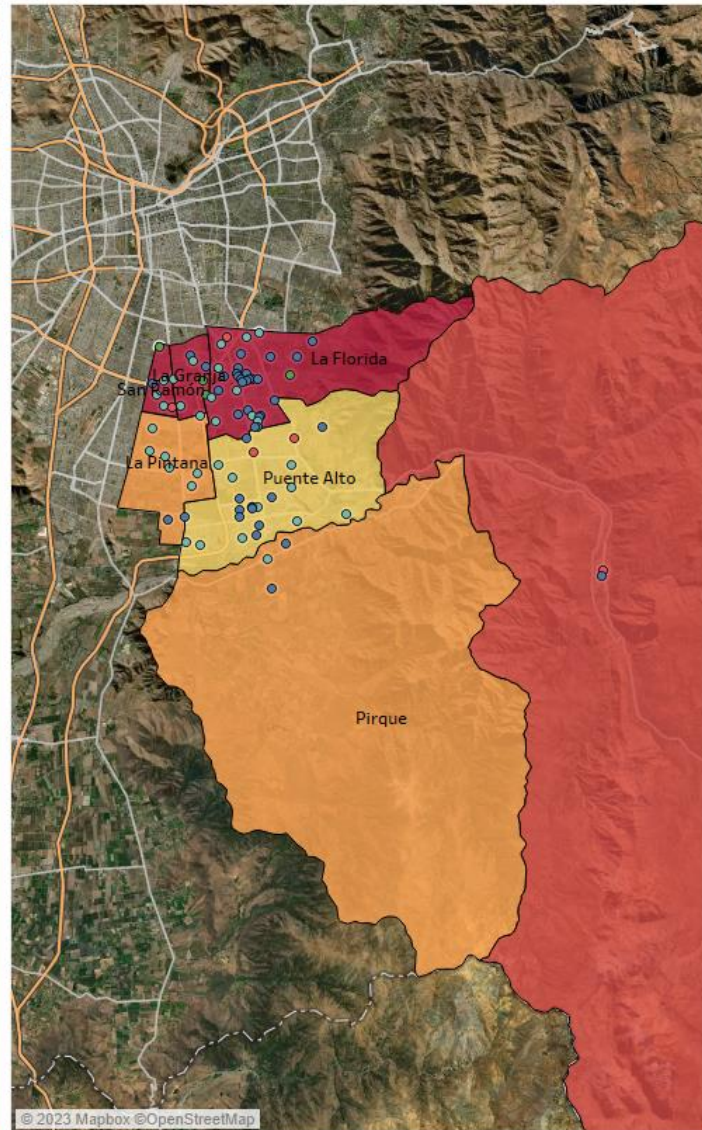 La Florida
La Granja
San Ramón
La Pintana
Puente Alto
Pirque
© 2023 Mapbox ©OpenStreetMap